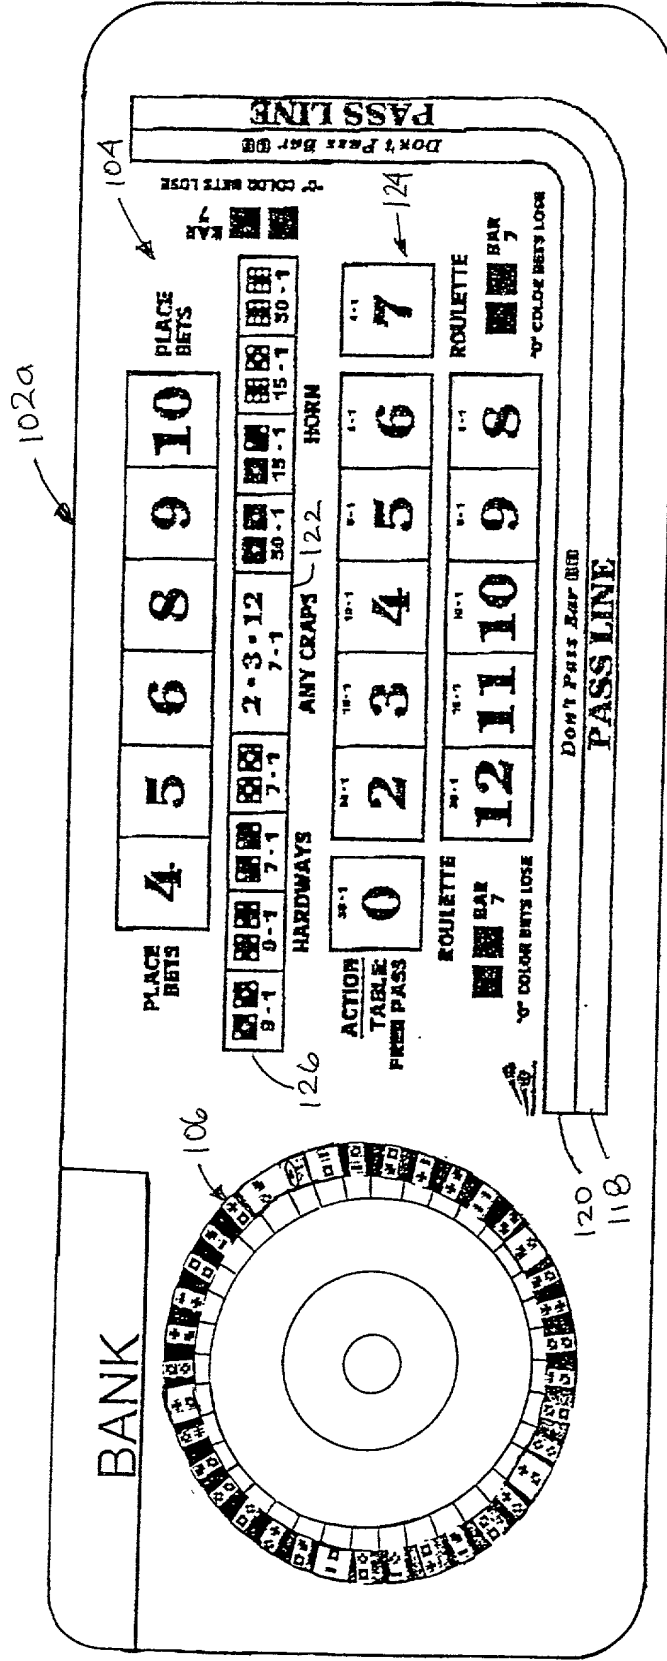 102a
104
PASS LINE
Don't Pass Bar
BANK
106
PLACE BETS
4 5 6 8 9 10
PLACE BETS
BAR 7
"0" COLOR BETS LOSE
9-1 9-1 7-1 7-1
2·3·12
7-1
30-1 15-1 15-1 30-1
126
HARDWAYS
ANY CRAPS
122
HORN
124
ACTION
TABLE
FREE PASS
0 2 3 4 5 6 7
ROULETTE
12 11 10 9 8
ROULETTE
BAR 7
"0" COLOR BETS LOSE
BAR 7
"0" COLOR BETS LOSE
Don't Pass Bar
PASS LINE
120
118